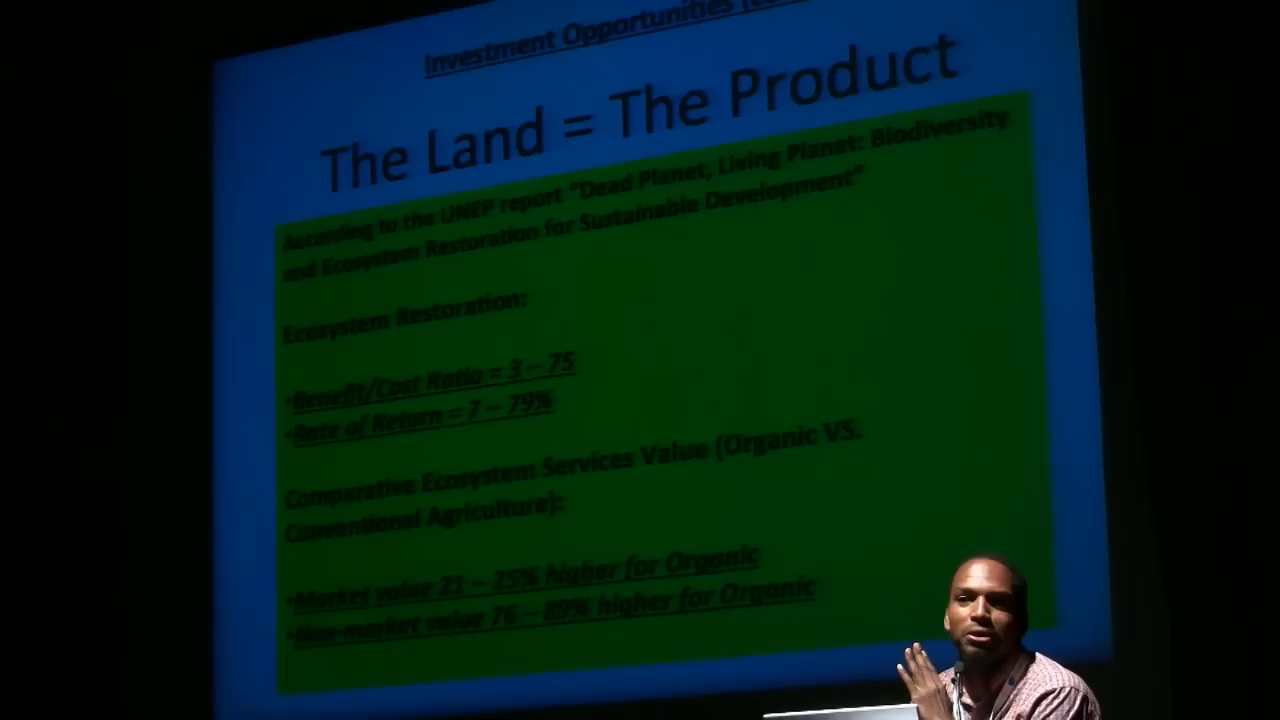 Investment Opportunities
The Land = The Product
According to the UNEP report “Dead Planet, Living Planet: Biodiversity
and Ecosystem Restoration for Sustainable Development”
Ecosystem Restoration:
•Benefit/Cost Ratio = 3 – 75
•Rate of Return = 7 – 79%
Comparative Ecosystem Services Value (Organic VS.
Conventional Agriculture):
•Market value 21 – 25% higher for Organic
•Non-market value 76 – 89% higher for Organic